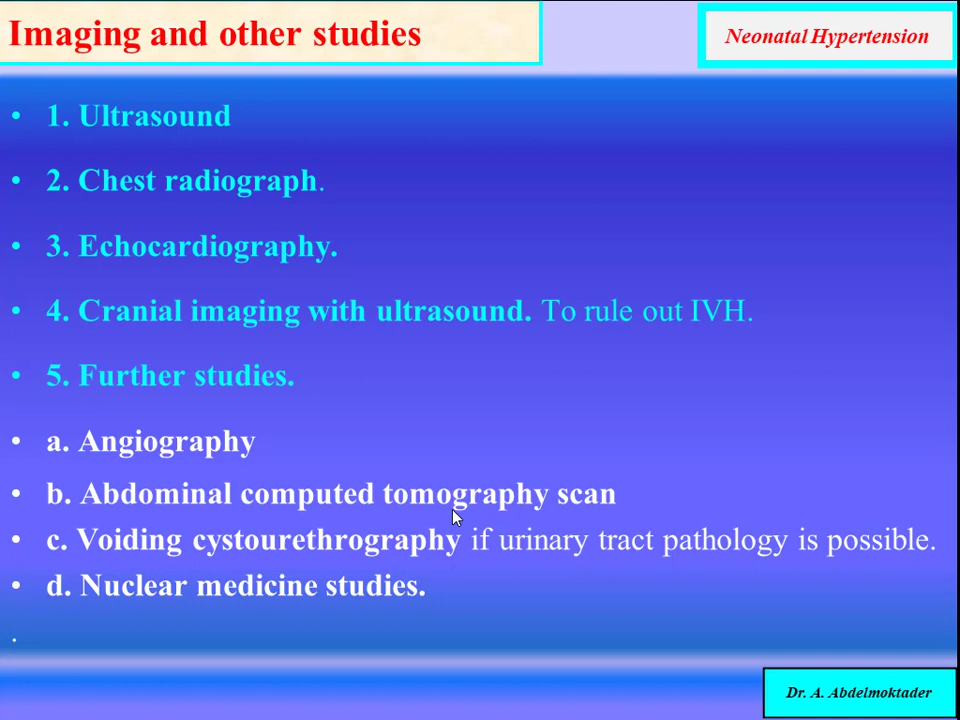 Imaging and other studies
Neonatal Hypertension
• 1. Ultrasound
• 2. Chest radiograph.
• 3. Echocardiography.
• 4. Cranial imaging with ultrasound. To rule out IVH.
• 5. Further studies.
• a. Angiography
• b. Abdominal computed tomography scan
• c. Voiding cystourethrography if urinary tract pathology is possible.
• d. Nuclear medicine studies.
.
Dr. A. Abdelmoktader